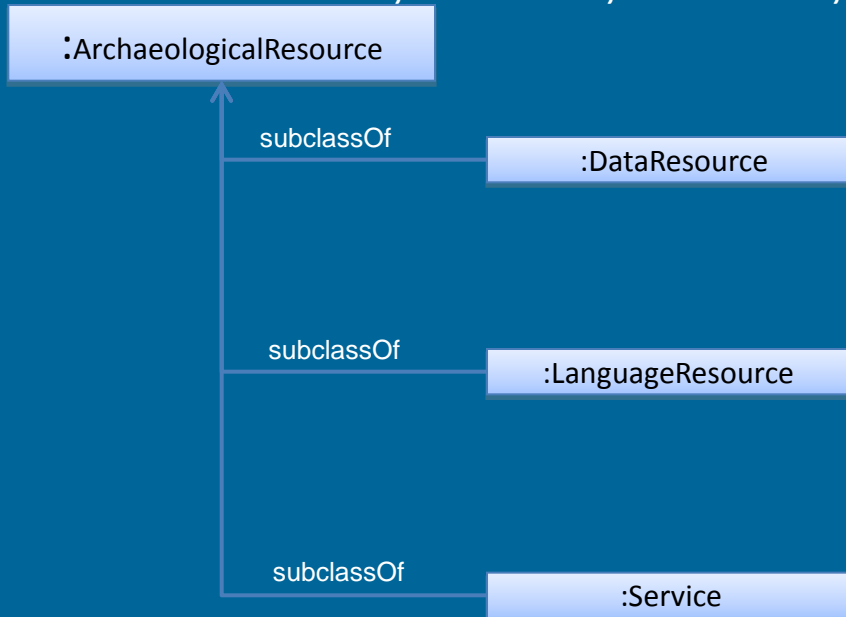 :ArchaeologicalResource
subclassOf
:DataResource
subclassOf
:LanguageResource
subclassOf
:Service